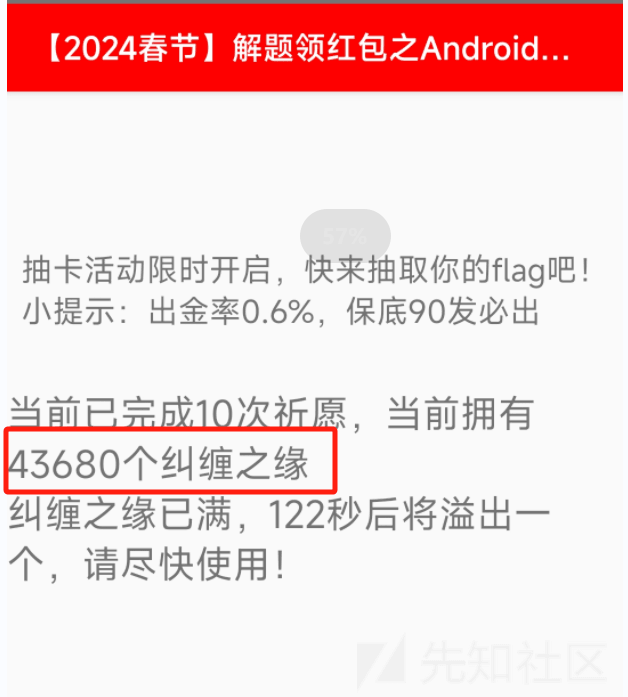 【2024春节】解题领红包之Android...
57%
抽卡活动限时开启，快来抽取你的flag吧！
小提示：出金率0.6%，保底90发必出
当前已完成10次祈愿，当前拥有
43680个纠缠之缘
纠缠之缘已满，122秒后将溢出一
个，请尽快使用！
先知社区